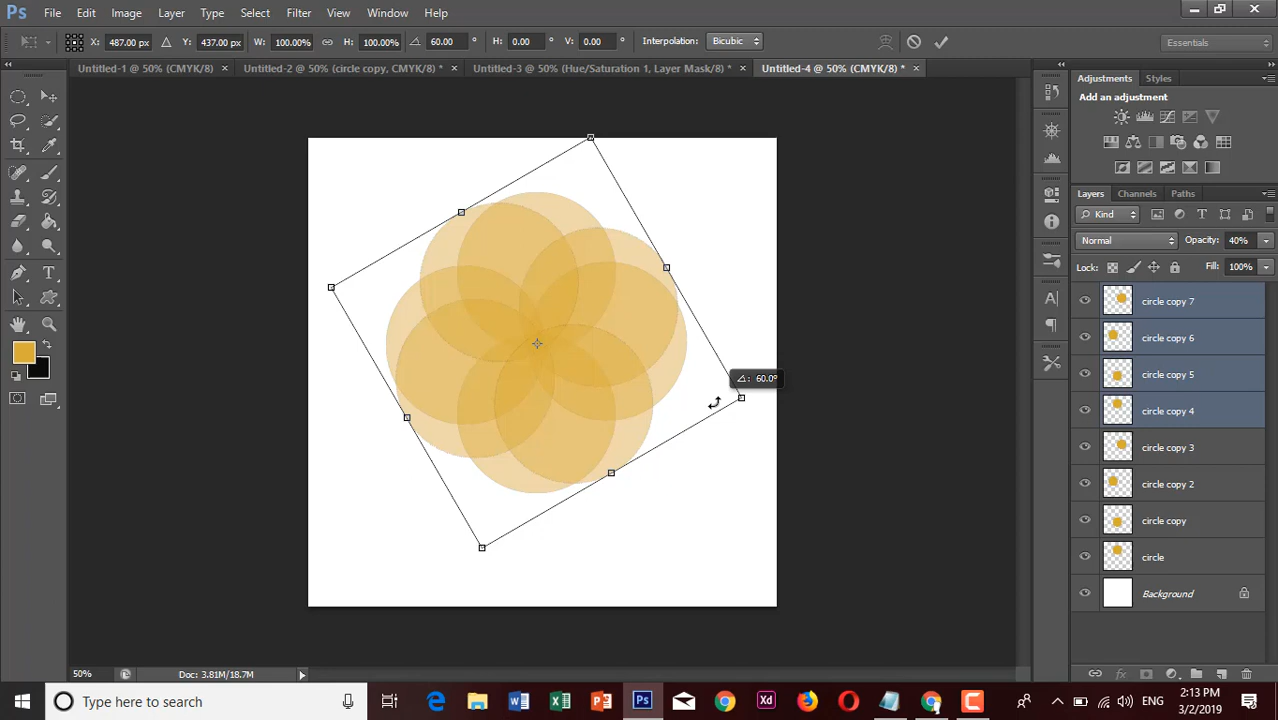 Ps File Edit Image Layer Type Select Filter View Window Help
X: 487.00 px Y: 437.00 px W: 100.00% H: 100.00% 60.00 ° H: 0.00 ° V: 0.00 ° Interpolation: Bicubic Essentials
Untitled-1 @ 50% (CMYK/8) × Untitled-2 @ 50% (circle copy, CMYK/8) * × Untitled-3 @ 50% (Hue/Saturation 1, Layer Mask/8) * × Untitled-4 @ 50% (CMYK/8) * ×
Adjustments Styles
Add an adjustment
Layers Channels Paths
Kind
Normal Opacity: 40%
Lock: Fill: 100%
circle copy 7
circle copy 6
circle copy 5
circle copy 4
circle copy 3
circle copy 2
circle copy
circle
Background
60.0°
50% Doc: 3.81M/18.7M
Type here to search
ENG
2:13 PM
3/2/2019